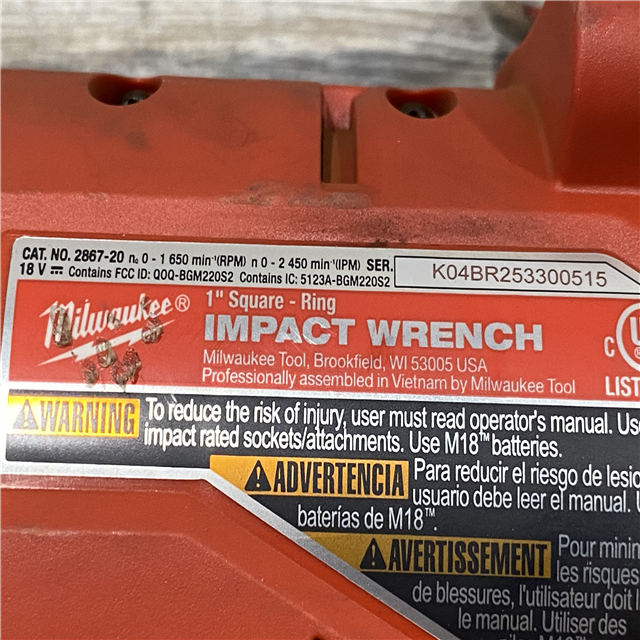 CAT. NO. 2867-20 n₀ 0 - 1 650 min⁻¹(RPM) n 0 - 2 450 min⁻¹(IPM) SER. K04BR253300515
18 V ⎓ Contains FCC ID: QOQ-BGM220S2 Contains IC: 5123A-BGM220S2
Milwaukee®
1" Square - Ring
IMPACT WRENCH
Milwaukee Tool, Brookfield, WI 53005 USA
Professionally assembled in Vietnam by Milwaukee Tool
C U
LIST
WARNING To reduce the risk of injury, user must read operator's manual. Use
impact rated sockets/attachments. Use M18™ batteries.
ADVERTENCIA Para reducir el riesgo de lesio
usuario debe leer el manual. U
baterías de M18™.
AVERTISSEMENT Pour minim
les risques
de blessures, l'utilisateur doit l
le manual. Utiliser des